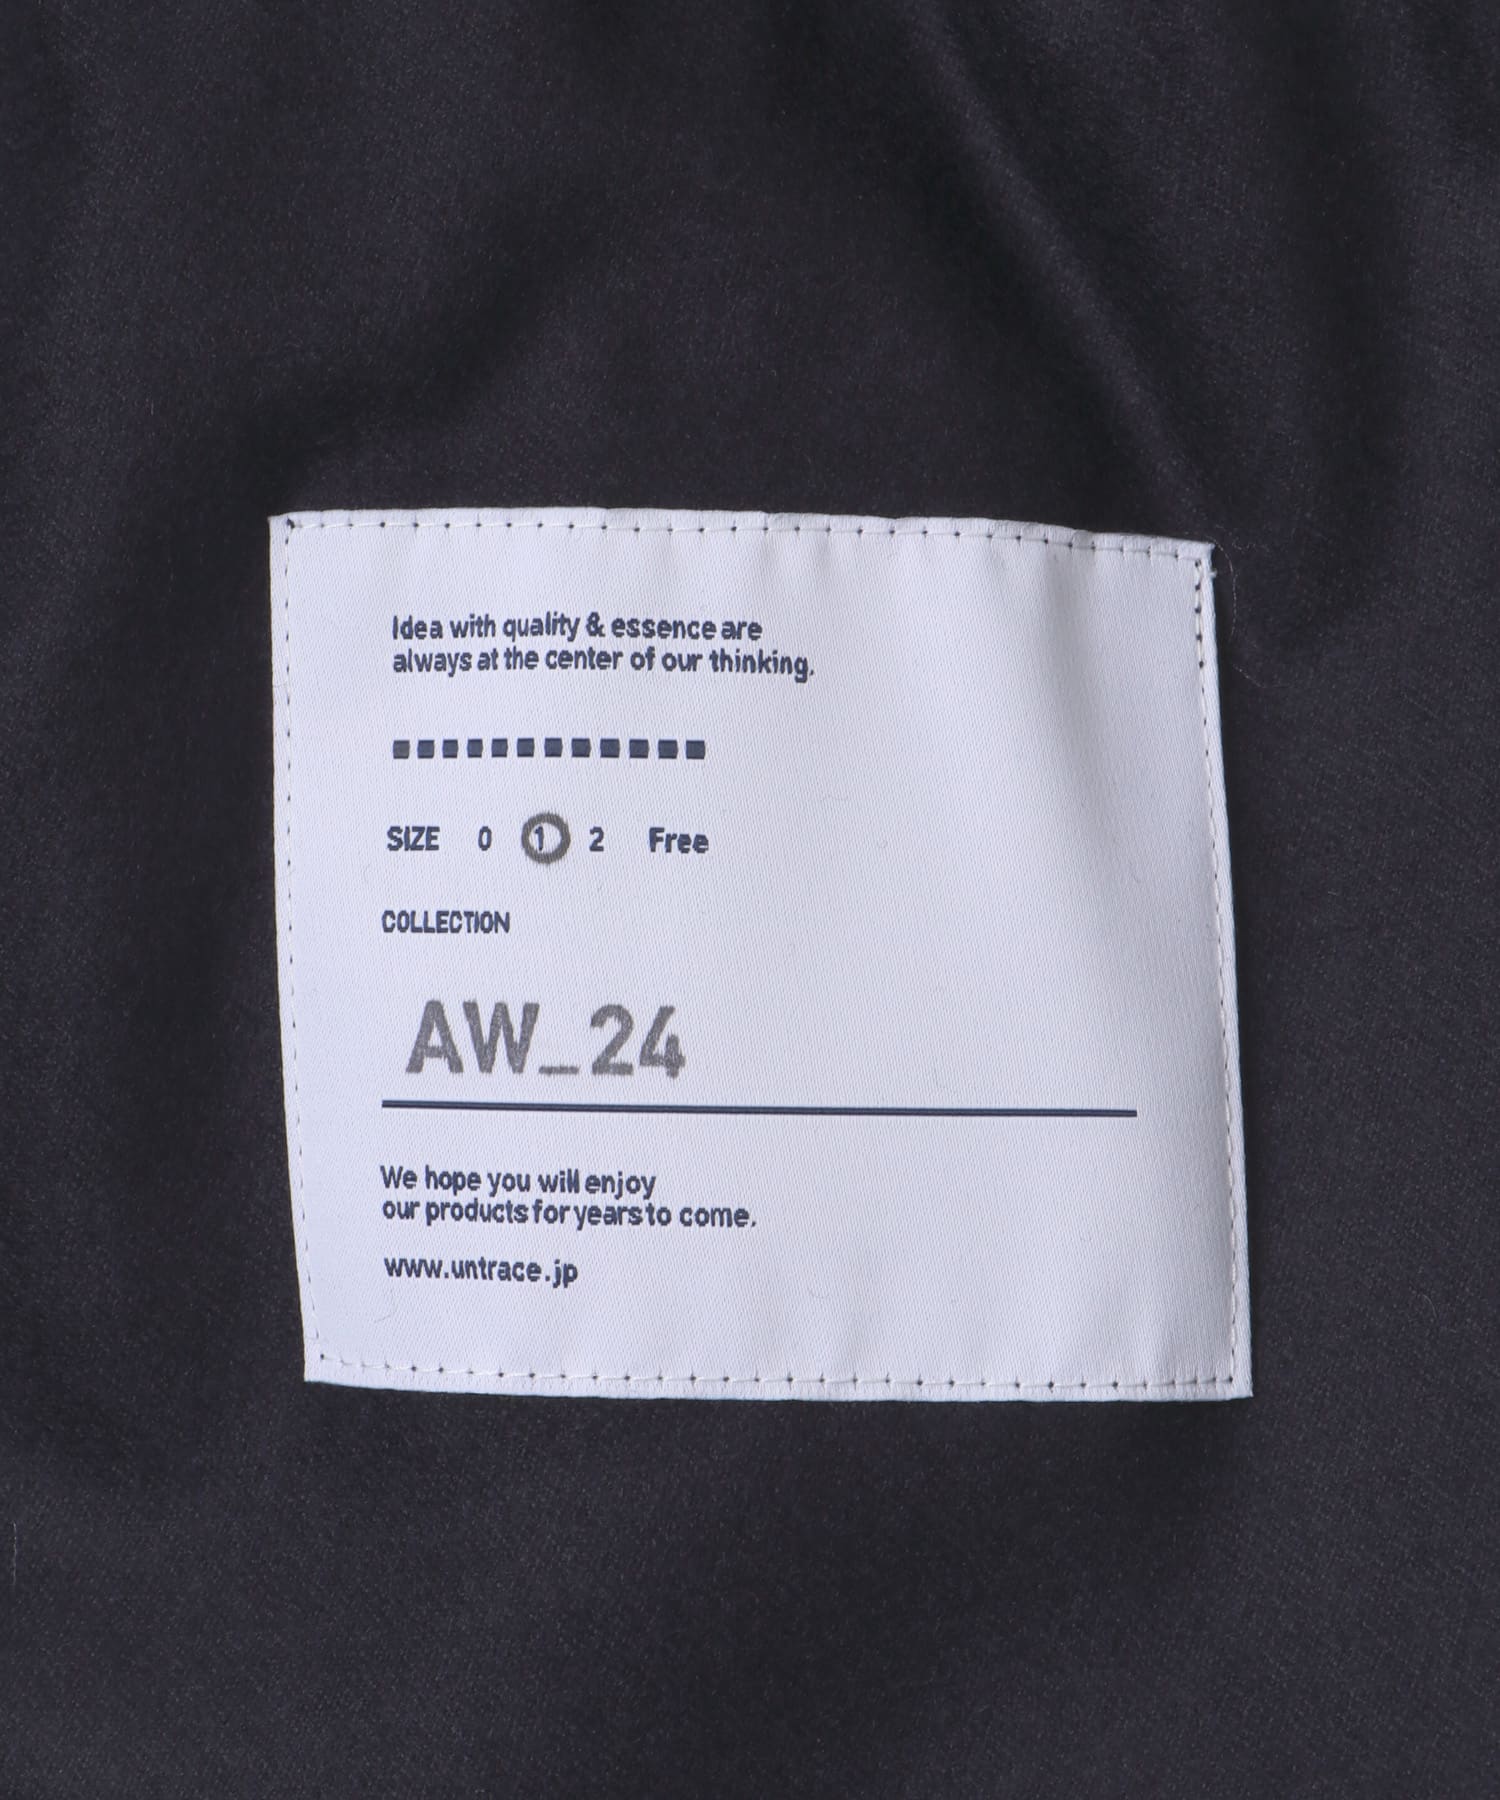 Idea with quality & essence are
always at the center of our thinking.
SIZE 0 1 2 Free
COLLECTION
AW_24
We hope you will enjoy
our products for years to come.
www.untrace.jp